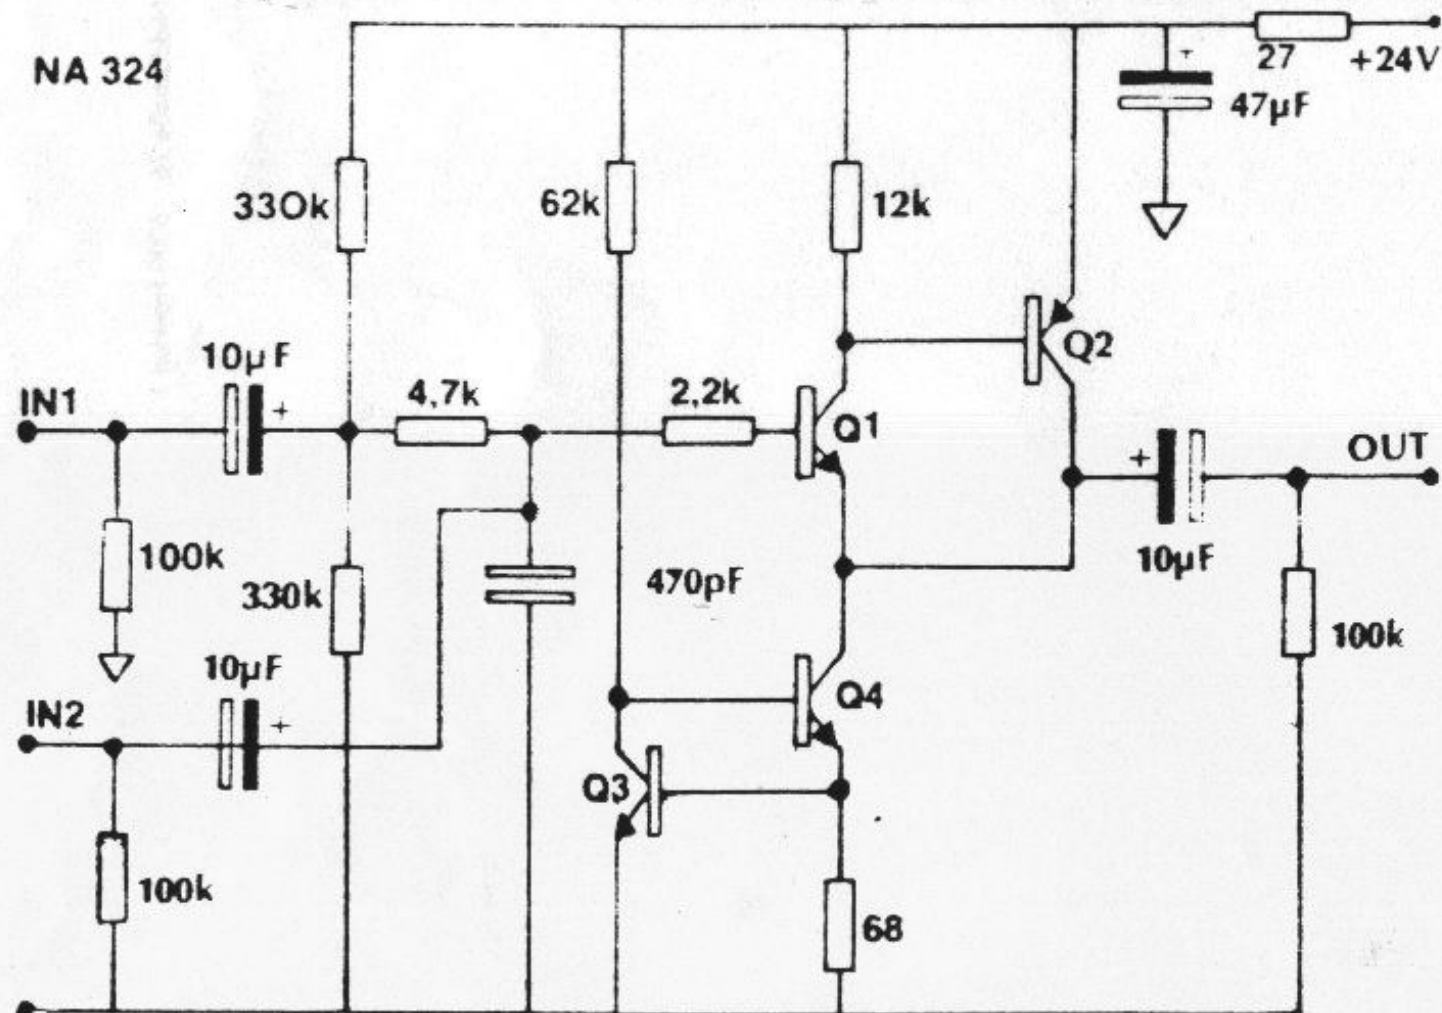 NA 324
27
+24V
+
47µF
330k
62k
12k
Q2
10µF
+
4,7k
2,2k
Q1
IN1
+
OUT
100k
330k
470pF
10µF
100k
10µF
+
Q4
IN2
Q3
100k
68